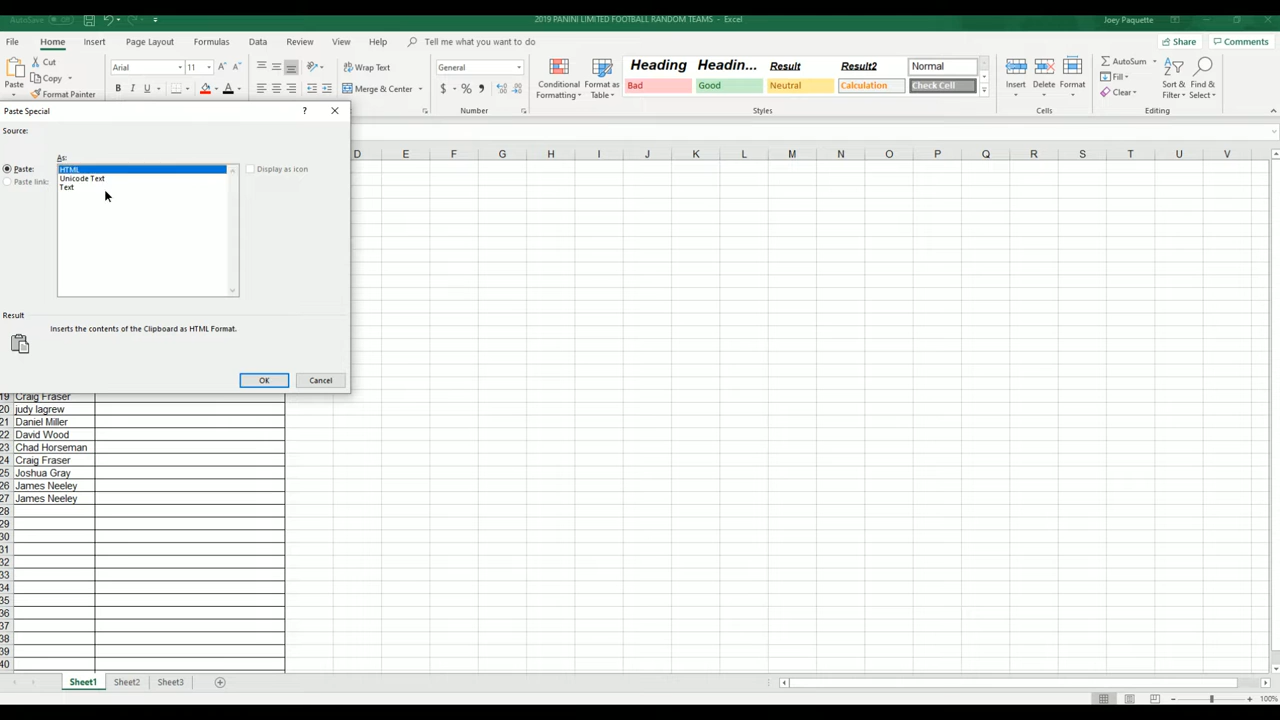 AutoSave Off 2019 PANINI LIMITED FOOTBALL RANDOM TEAMS - Excel Joey Paquette
File Home Insert Page Layout Formulas Data Review View Help Tell me what you want to do Share Comments
Cut
Copy
Format Painter
Paste
Arial 11
B I U
Wrap Text
Merge & Center
General
$ % ,
Number
Conditional Formatting
Format as Table
Heading Headin... Result Result2 Normal
Bad Good Neutral Calculation Check Cell
Styles
Insert Delete Format
Cells
AutoSum
Fill
Clear
Sort & Filter
Find & Select
Editing
Paste Special ?
Source:
As:
Paste:
Paste link:
HTML
Unicode Text
Text
Display as icon
Result
Inserts the contents of the Clipboard as HTML Format.
OK Cancel
D E F G H I J K L M N O P Q R S T U V
19 Craig Fraser
20 judy lagrew
21 Daniel Miller
22 David Wood
23 Chad Horseman
24 Craig Fraser
25 Joshua Gray
26 James Neeley
27 James Neeley
28
29
30
31
32
33
34
35
36
37
38
39
40
Sheet1 Sheet2 Sheet3
100%